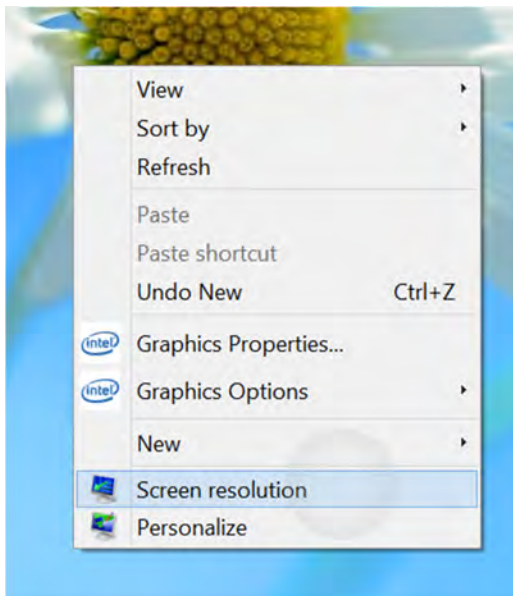 View
Sort by
Refresh
Paste
Paste shortcut
Undo New Ctrl+Z
intel Graphics Properties...
intel Graphics Options
New
Screen resolution
Personalize